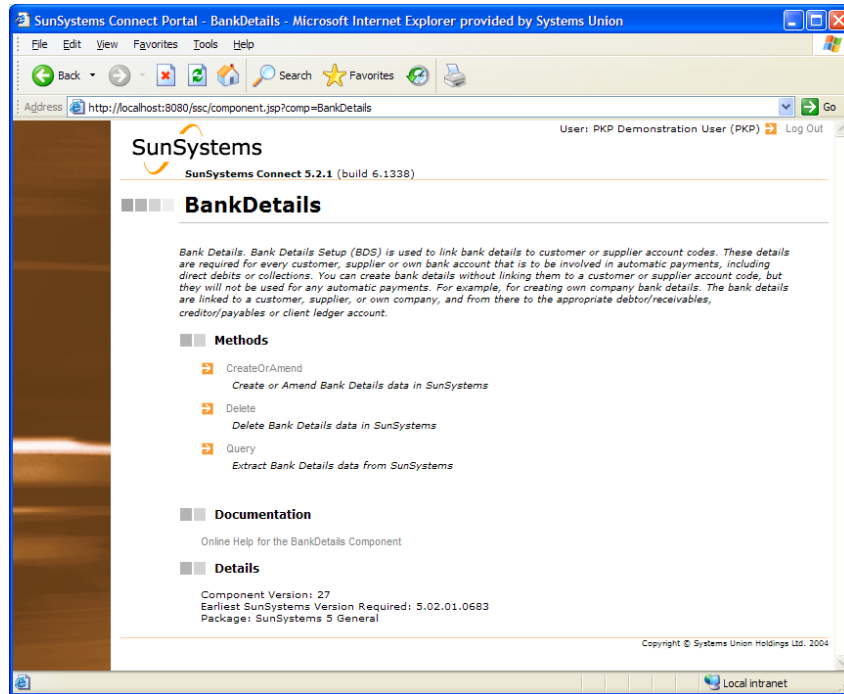 SunSystems Connect Portal - BankDetails - Microsoft Internet Explorer provided by Systems Union
File Edit View Favorites Tools Help
Back Search Favorites
Address http://localhost:8080/ssc/component.jsp?comp=BankDetails Go
User: PKP Demonstration User (PKP) Log Out
SunSystems
SunSystems Connect 5.2.1 (build 6.1338)
BankDetails
Bank Details. Bank Details Setup (BDS) is used to link bank details to customer or supplier account codes. These details
are required for every customer, supplier or own bank account that is to be involved in automatic payments, including
direct debits or collections. You can create bank details without linking them to a customer or supplier account code, but
they will not be used for any automatic payments. For example, for creating own company bank details. The bank details
are linked to a customer, supplier, or own company, and from there to the appropriate debtor/receivables,
creditor/payables or client ledger account.
Methods
CreateOrAmend
Create or Amend Bank Details data in SunSystems
Delete
Delete Bank Details data in SunSystems
Query
Extract Bank Details data from SunSystems
Documentation
Online Help for the BankDetails Component
Details
Component Version: 27
Earliest SunSystems Version Required: 5.02.01.0683
Package: SunSystems 5 General
Copyright © Systems Union Holdings Ltd. 2004
Local intranet